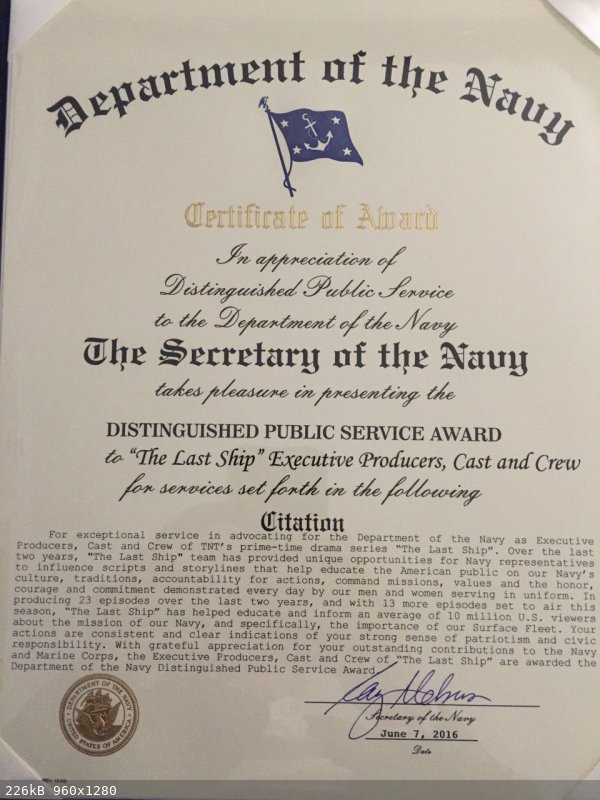 Department of the Navy
Certificate of Award
In appreciation of
Distinguished Public Service
to the Department of the Navy
The Secretary of the Navy
takes pleasure in presenting the
DISTINGUISHED PUBLIC SERVICE AWARD
to “The Last Ship” Executive Producers, Cast and Crew
for services set forth in the following
Citation
For exceptional service in advocating for the Department of the Navy as Executive
Producers, Cast and Crew of TNT’s prime-time drama series “The Last Ship”. Over the last
two years, "The Last Ship" team has provided unique opportunities for Navy representatives
to influence scripts and storylines that help educate the American public on our Navy’s
culture, traditions, accountability for actions, command missions, values and the honor,
courage and commitment demonstrated every day by our men and women serving in uniform. In
producing 23 episodes over the last two years, and with 13 more episodes set to air this
season, “The Last Ship” has helped educate and inform an average of 10 million U.S. viewers
about the mission of our Navy, and specifically, the importance of our Surface Fleet. Your
actions are consistent and clear indications of your strong sense of patriotism and civic
responsibility. With grateful appreciation for your outstanding contributions to the Navy
and Marine Corps, the Executive Producers, Cast and Crew of “The Last Ship” are awarded the
Department of the Navy Distinguished Public Service Award.
Ray Mabus
Secretary of the Navy
June 7, 2016
Date
DEPARTMENT OF THE NAVY
UNITED STATES OF AMERICA
226kB 960x1280